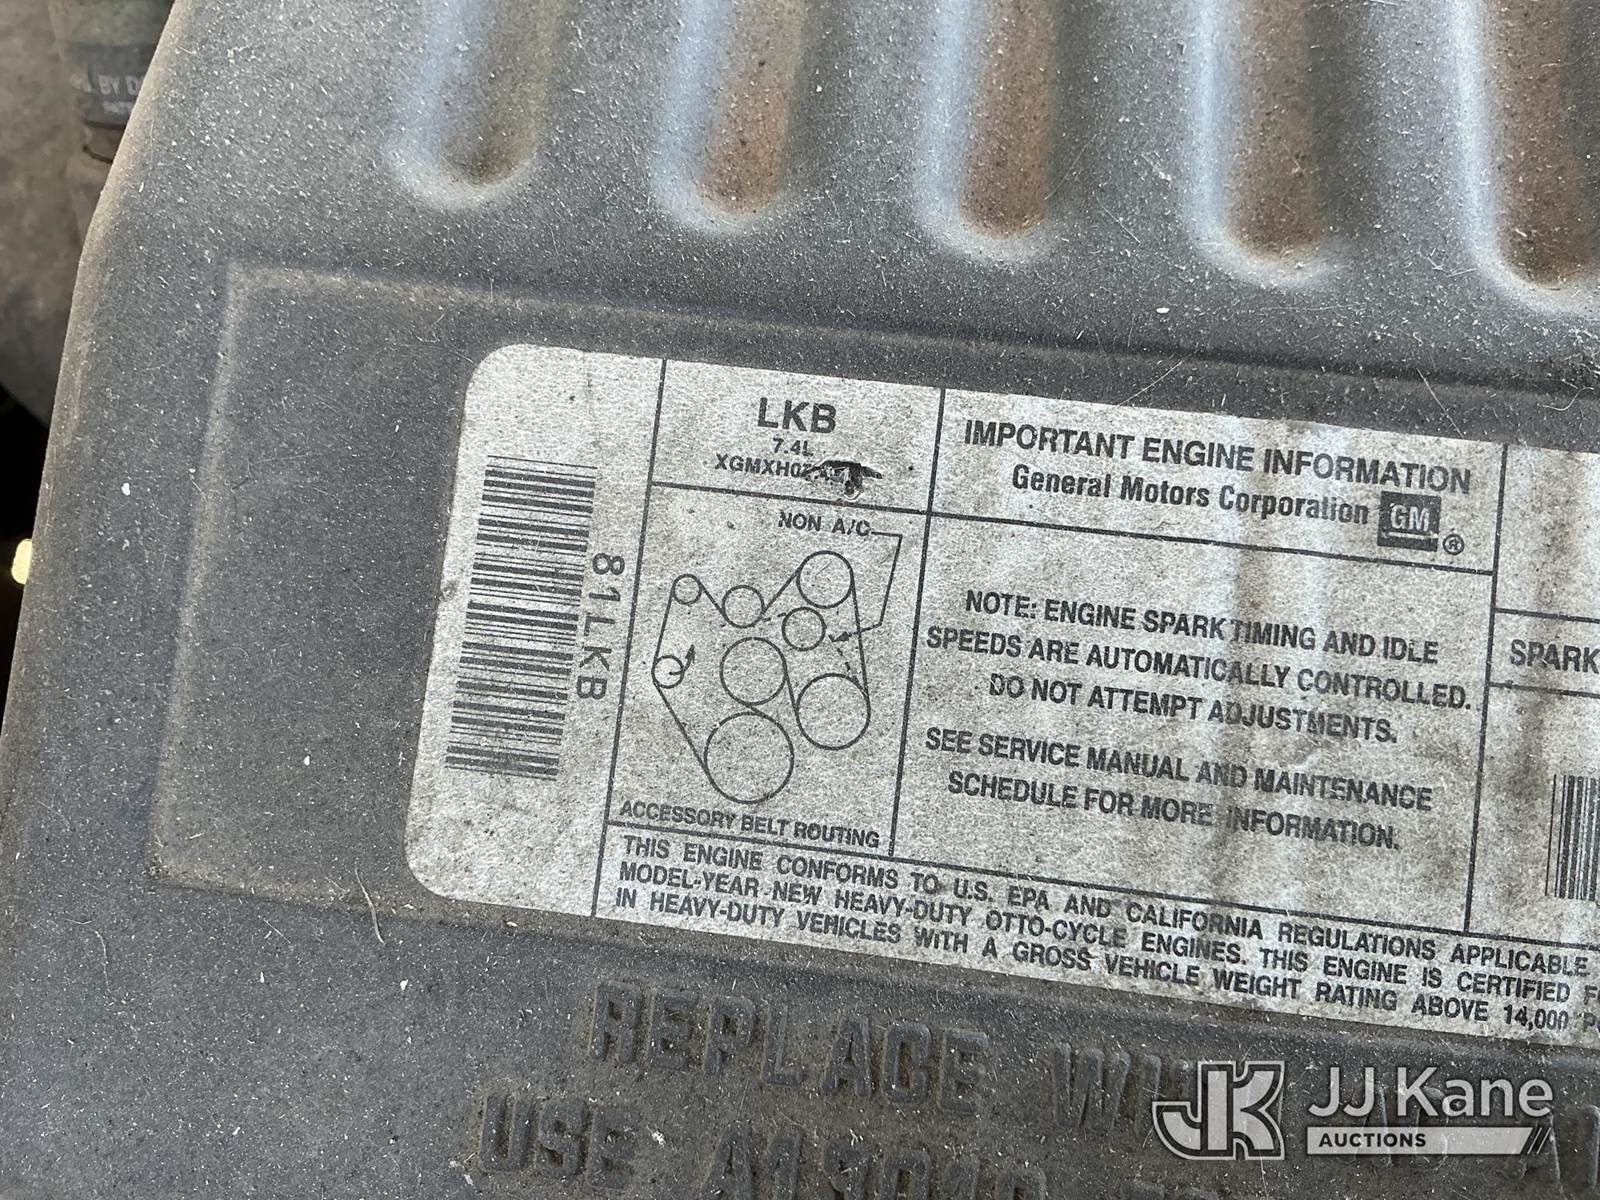 BY
81LKB
LKB
7.4L
XGMXH0
NON A/C
ACCESSORY BELT ROUTING
IMPORTANT ENGINE INFORMATION
General Motors Corporation GM ®
NOTE: ENGINE SPARK TIMING AND IDLE
SPEEDS ARE AUTOMATICALLY CONTROLLED.
DO NOT ATTEMPT ADJUSTMENTS.
SEE SERVICE MANUAL AND MAINTENANCE
SCHEDULE FOR MORE INFORMATION.
SPARK
THIS ENGINE CONFORMS TO U.S. EPA AND CALIFORNIA REGULATIONS APPLICABLE
MODEL-YEAR NEW HEAVY-DUTY OTTO-CYCLE ENGINES. THIS ENGINE IS CERTIFIED
IN HEAVY-DUTY VEHICLES WITH A GROSS VEHICLE WEIGHT RATING ABOVE 14,000
REPLACE
USE
JK JJ Kane
AUCTIONS